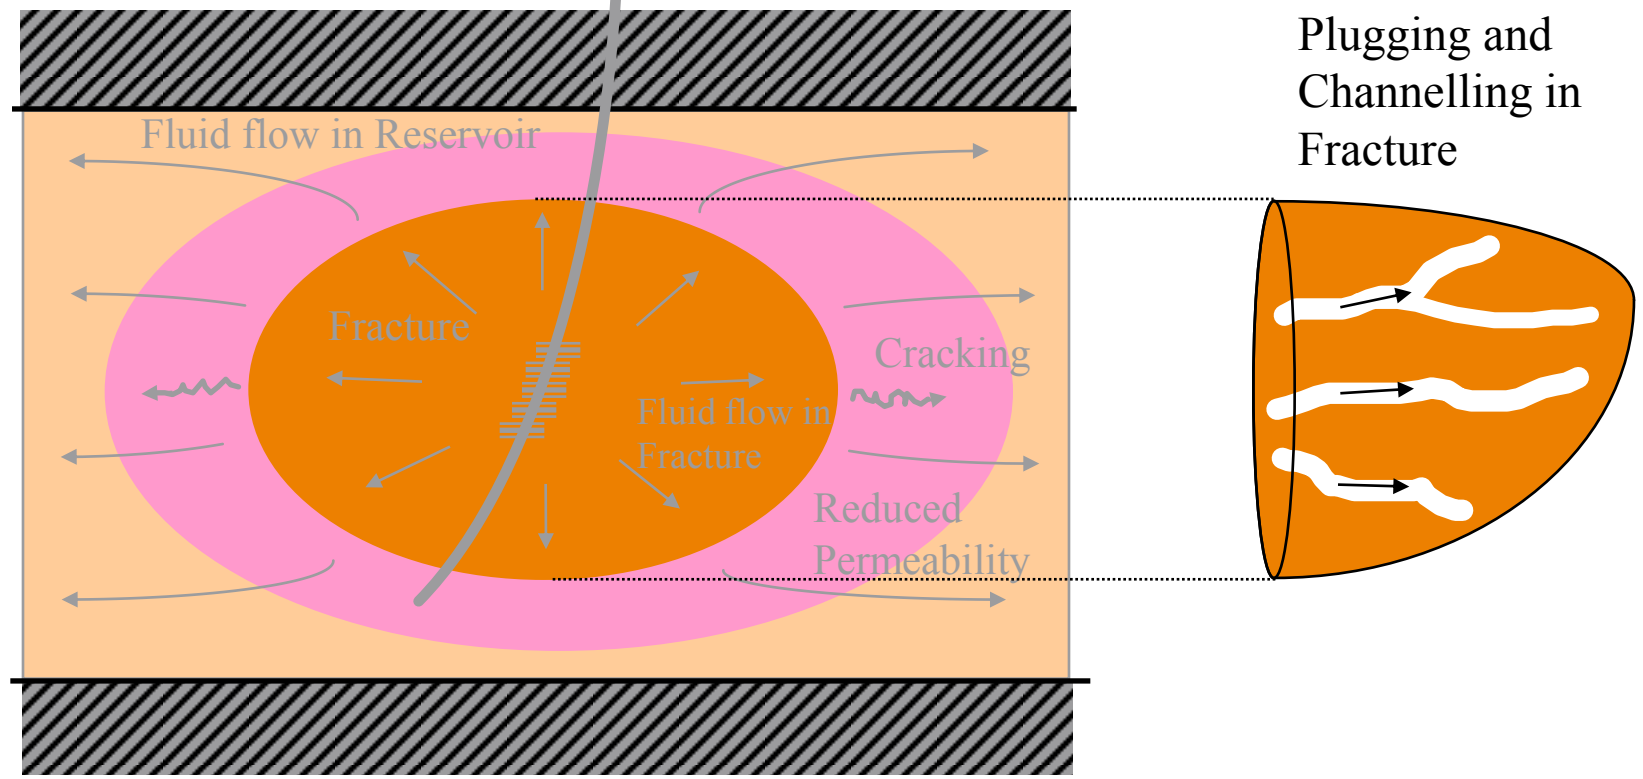 Plugging and
Channelling in
Fracture
Fluid flow in Reservoir
Fracture
Cracking
Fluid flow in
Fracture
Reduced
Permeability